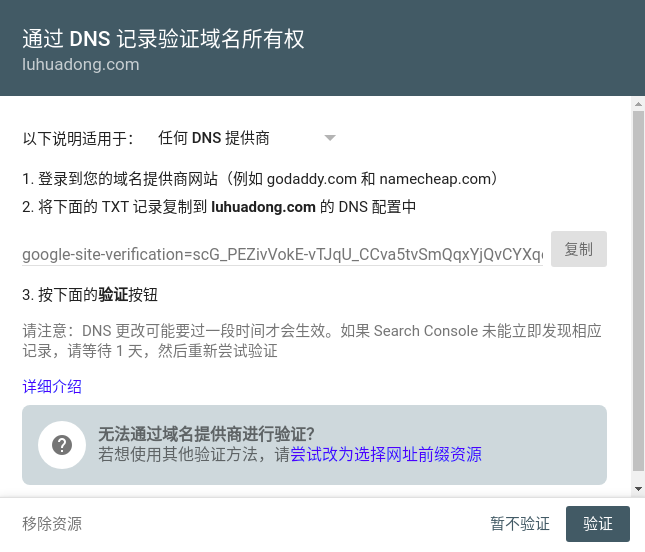 通过 DNS 记录验证域名所有权
luhuadong.com
以下说明适用于： 任何 DNS 提供商
1. 登录到您的域名提供商网站（例如 godaddy.com 和 namecheap.com）
2. 将下面的 TXT 记录复制到 luhuadong.com 的 DNS 配置中
google-site-verification=scG_PEZivVokE-vTJqU_CCva5tvSmQqxYjQvCYXq
复制
3. 按下面的验证按钮
请注意：DNS 更改可能要过一段时间才会生效。如果 Search Console 未能立即发现相应
记录，请等待 1 天，然后重新尝试验证
详细介绍
无法通过域名提供商进行验证？
若想使用其他验证方法，请尝试改为选择网址前缀资源
移除资源 暂不验证 验证